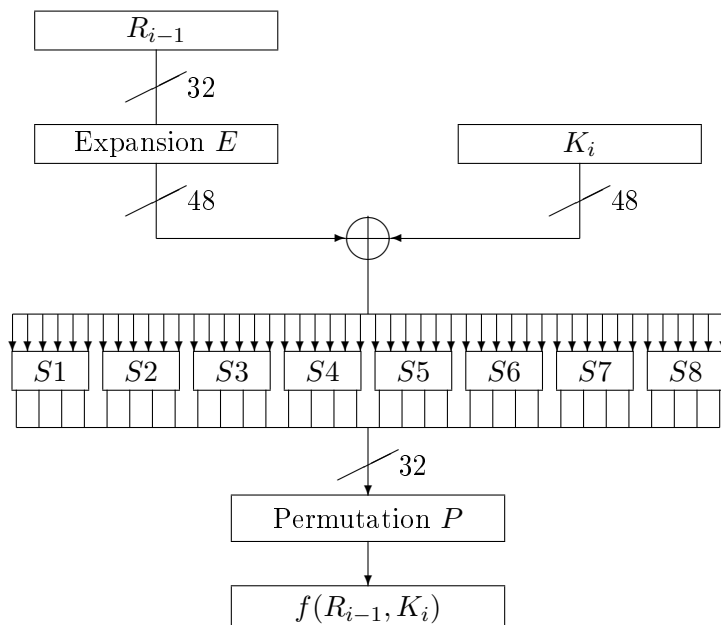 R_{i−1}
32
Expansion E
K_i
48
48
S1 S2 S3 S4 S5 S6 S7 S8
32
Permutation P
f(R_{i−1}, K_i)